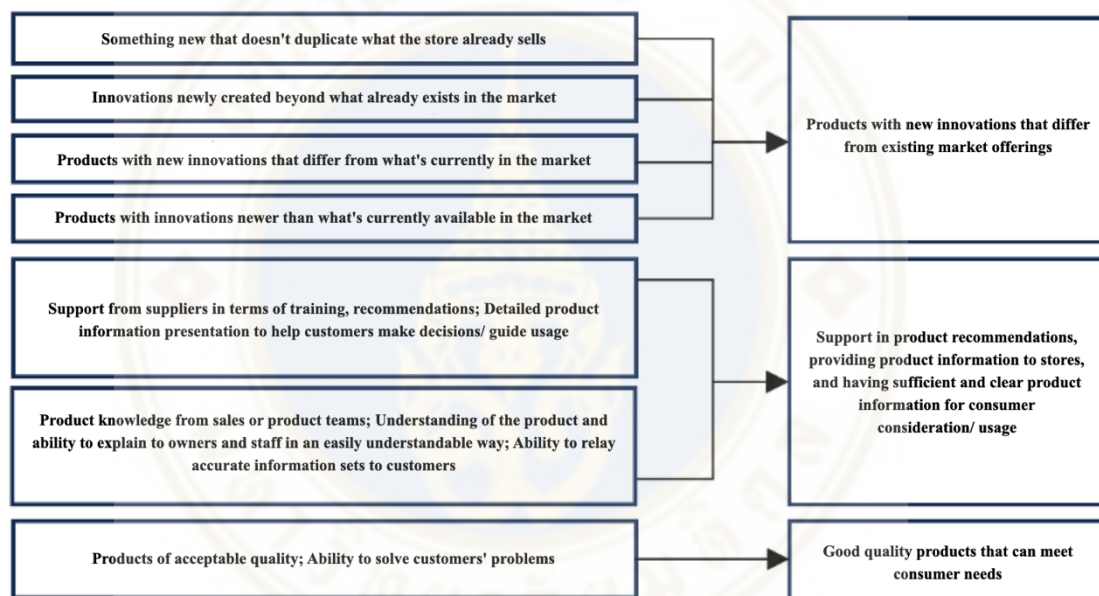 Something new that doesn't duplicate what the store already sells
Innovations newly created beyond what already exists in the market
Products with new innovations that differ from what's currently in the market
Products with innovations newer than what's currently available in the market
Products with new innovations that differ
from existing market offerings
Support from suppliers in terms of training, recommendations; Detailed product
information presentation to help customers make decisions/ guide usage
Product knowledge from sales or product teams; Understanding of the product and
ability to explain to owners and staff in an easily understandable way; Ability to relay
accurate information sets to customers
Support in product recommendations,
providing product information to stores,
and having sufficient and clear product
information for consumer
consideration/ usage
Products of acceptable quality; Ability to solve customers' problems
Good quality products that can meet
consumer needs